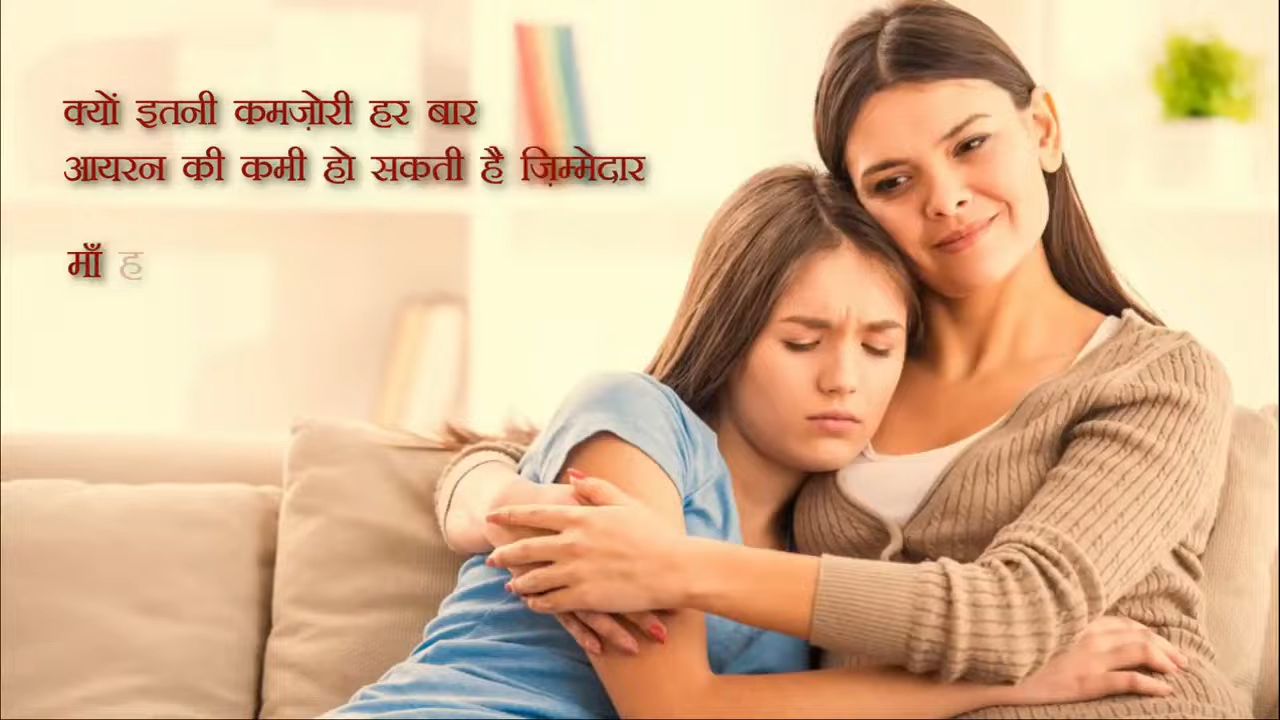 क्यों इतनी कमज़ोरी हर बार
आयरन की कमी हो सकती है ज़िम्मेदार
माँ ह